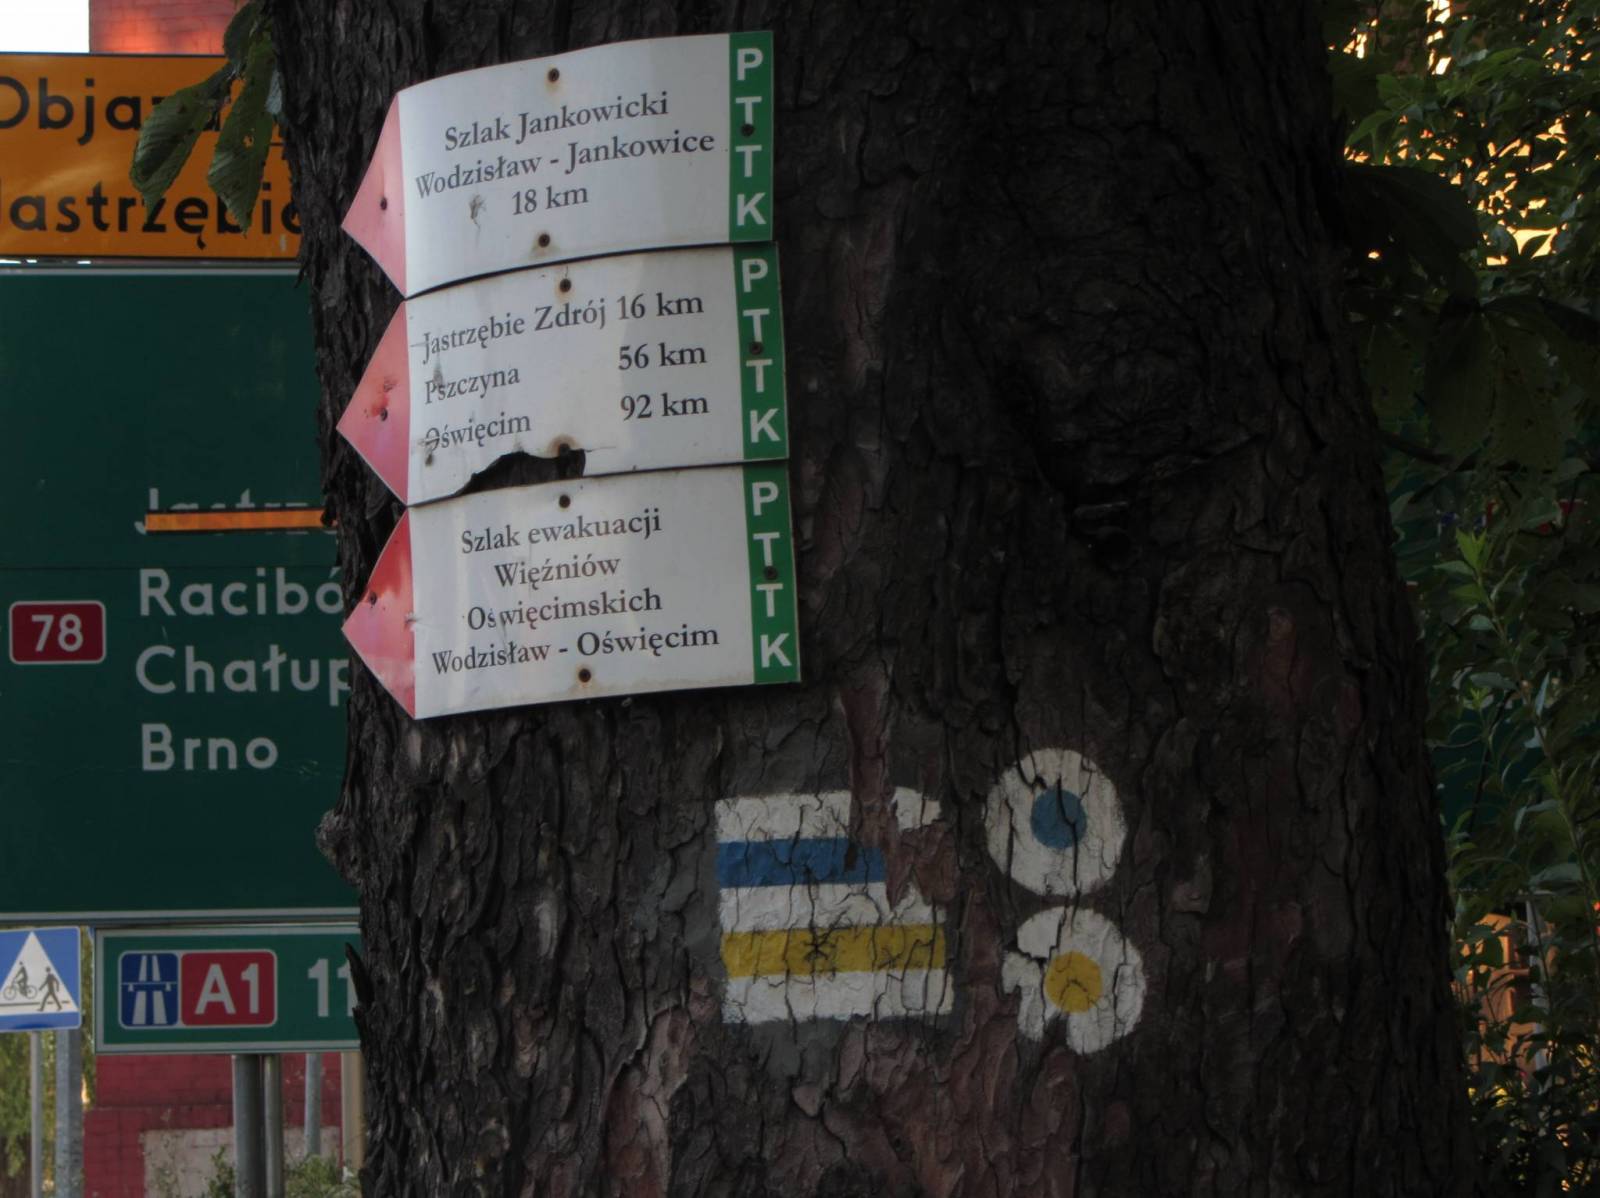 Szlak Jankowicki
Wodzisław - Jankowice
18 km
PTTK
Jastrzębie Zdrój 16 km
Pszczyna 56 km
Oświęcim 92 km
PTTK
Szlak ewakuacji
Więźniów
Oświęcimskich
Wodzisław - Oświęcim
PTTK
Jastrzębie
78
Brno
A1